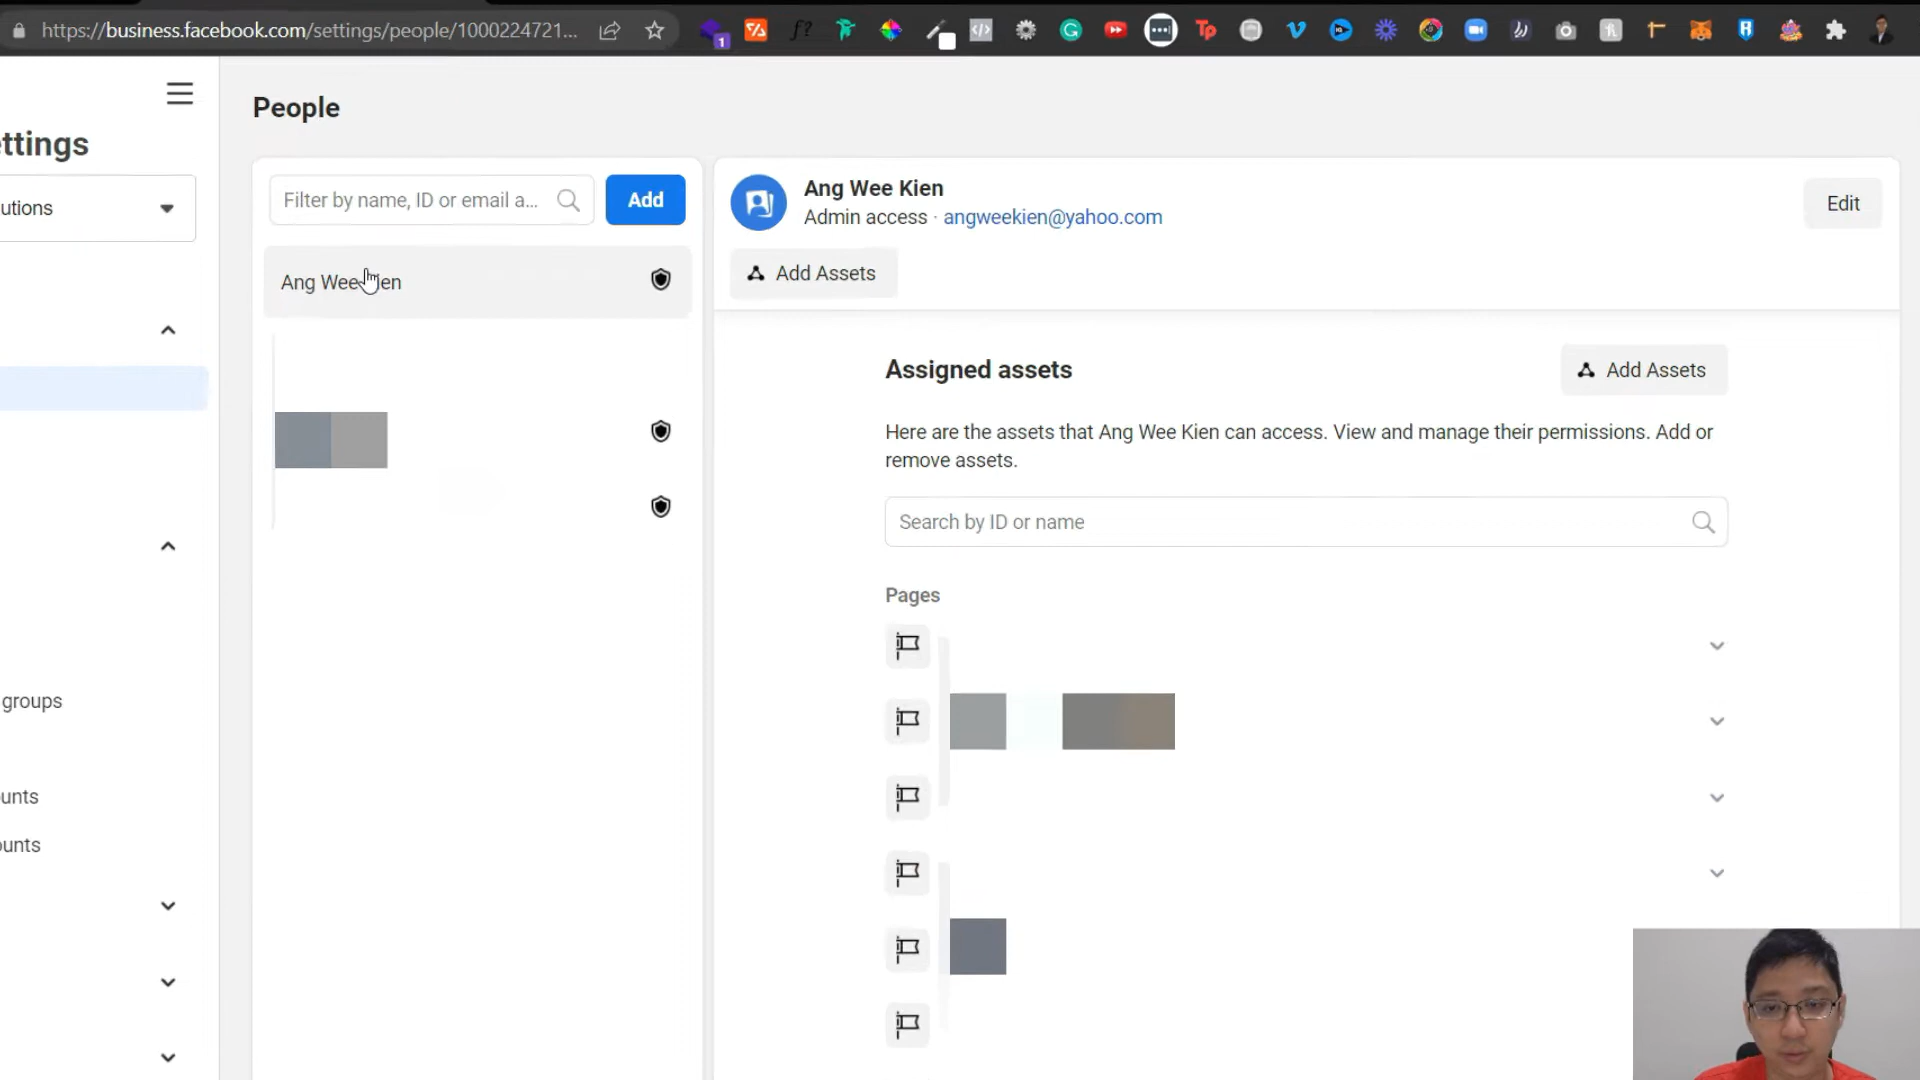 https://business.facebook.com/settings/people/1000224721...
1
f?
Tp
People
ettings
utions
Filter by name, ID or email a...
Add
Ang Wee Kien
Ang Wee Kien
Admin access · angweekien@yahoo.com
Edit
Add Assets
Assigned assets
Add Assets
Here are the assets that Ang Wee Kien can access. View and manage their permissions. Add or
remove assets.
Search by ID or name
Pages
groups
unts
unts